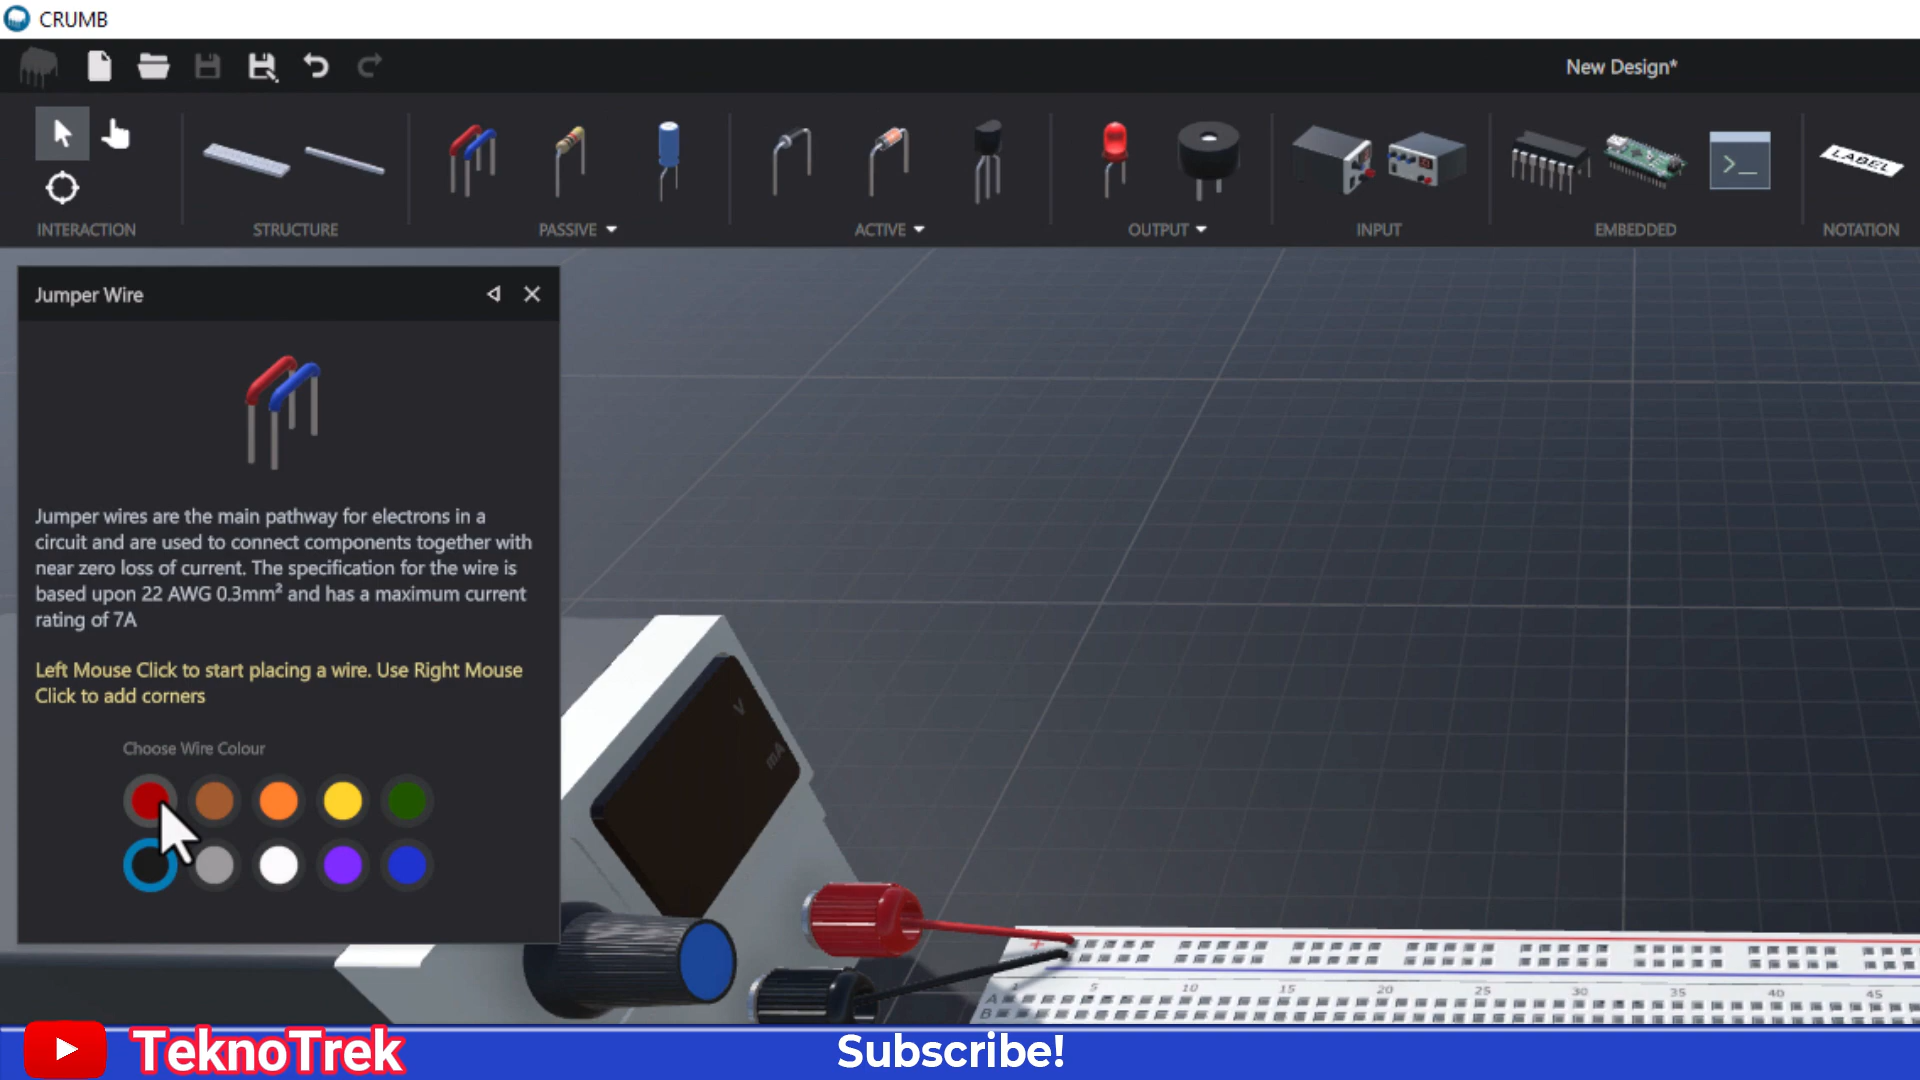 CRUMB
New Design*
LABEL
INTERACTION
STRUCTURE
PASSIVE
ACTIVE
OUTPUT
INPUT
EMBEDDED
NOTATION
Jumper Wire
Jumper wires are the main pathway for electrons in a
circuit and are used to connect components together with
near zero loss of current. The specification for the wire is
based upon 22 AWG 0.3mm² and has a maximum current
rating of 7A
Left Mouse Click to start placing a wire. Use Right Mouse
Click to add corners
Choose Wire Colour
V
mA
+
1 5 10 15 20 25 30 35 40 45
A
B
TeknoTrek
Subscribe!